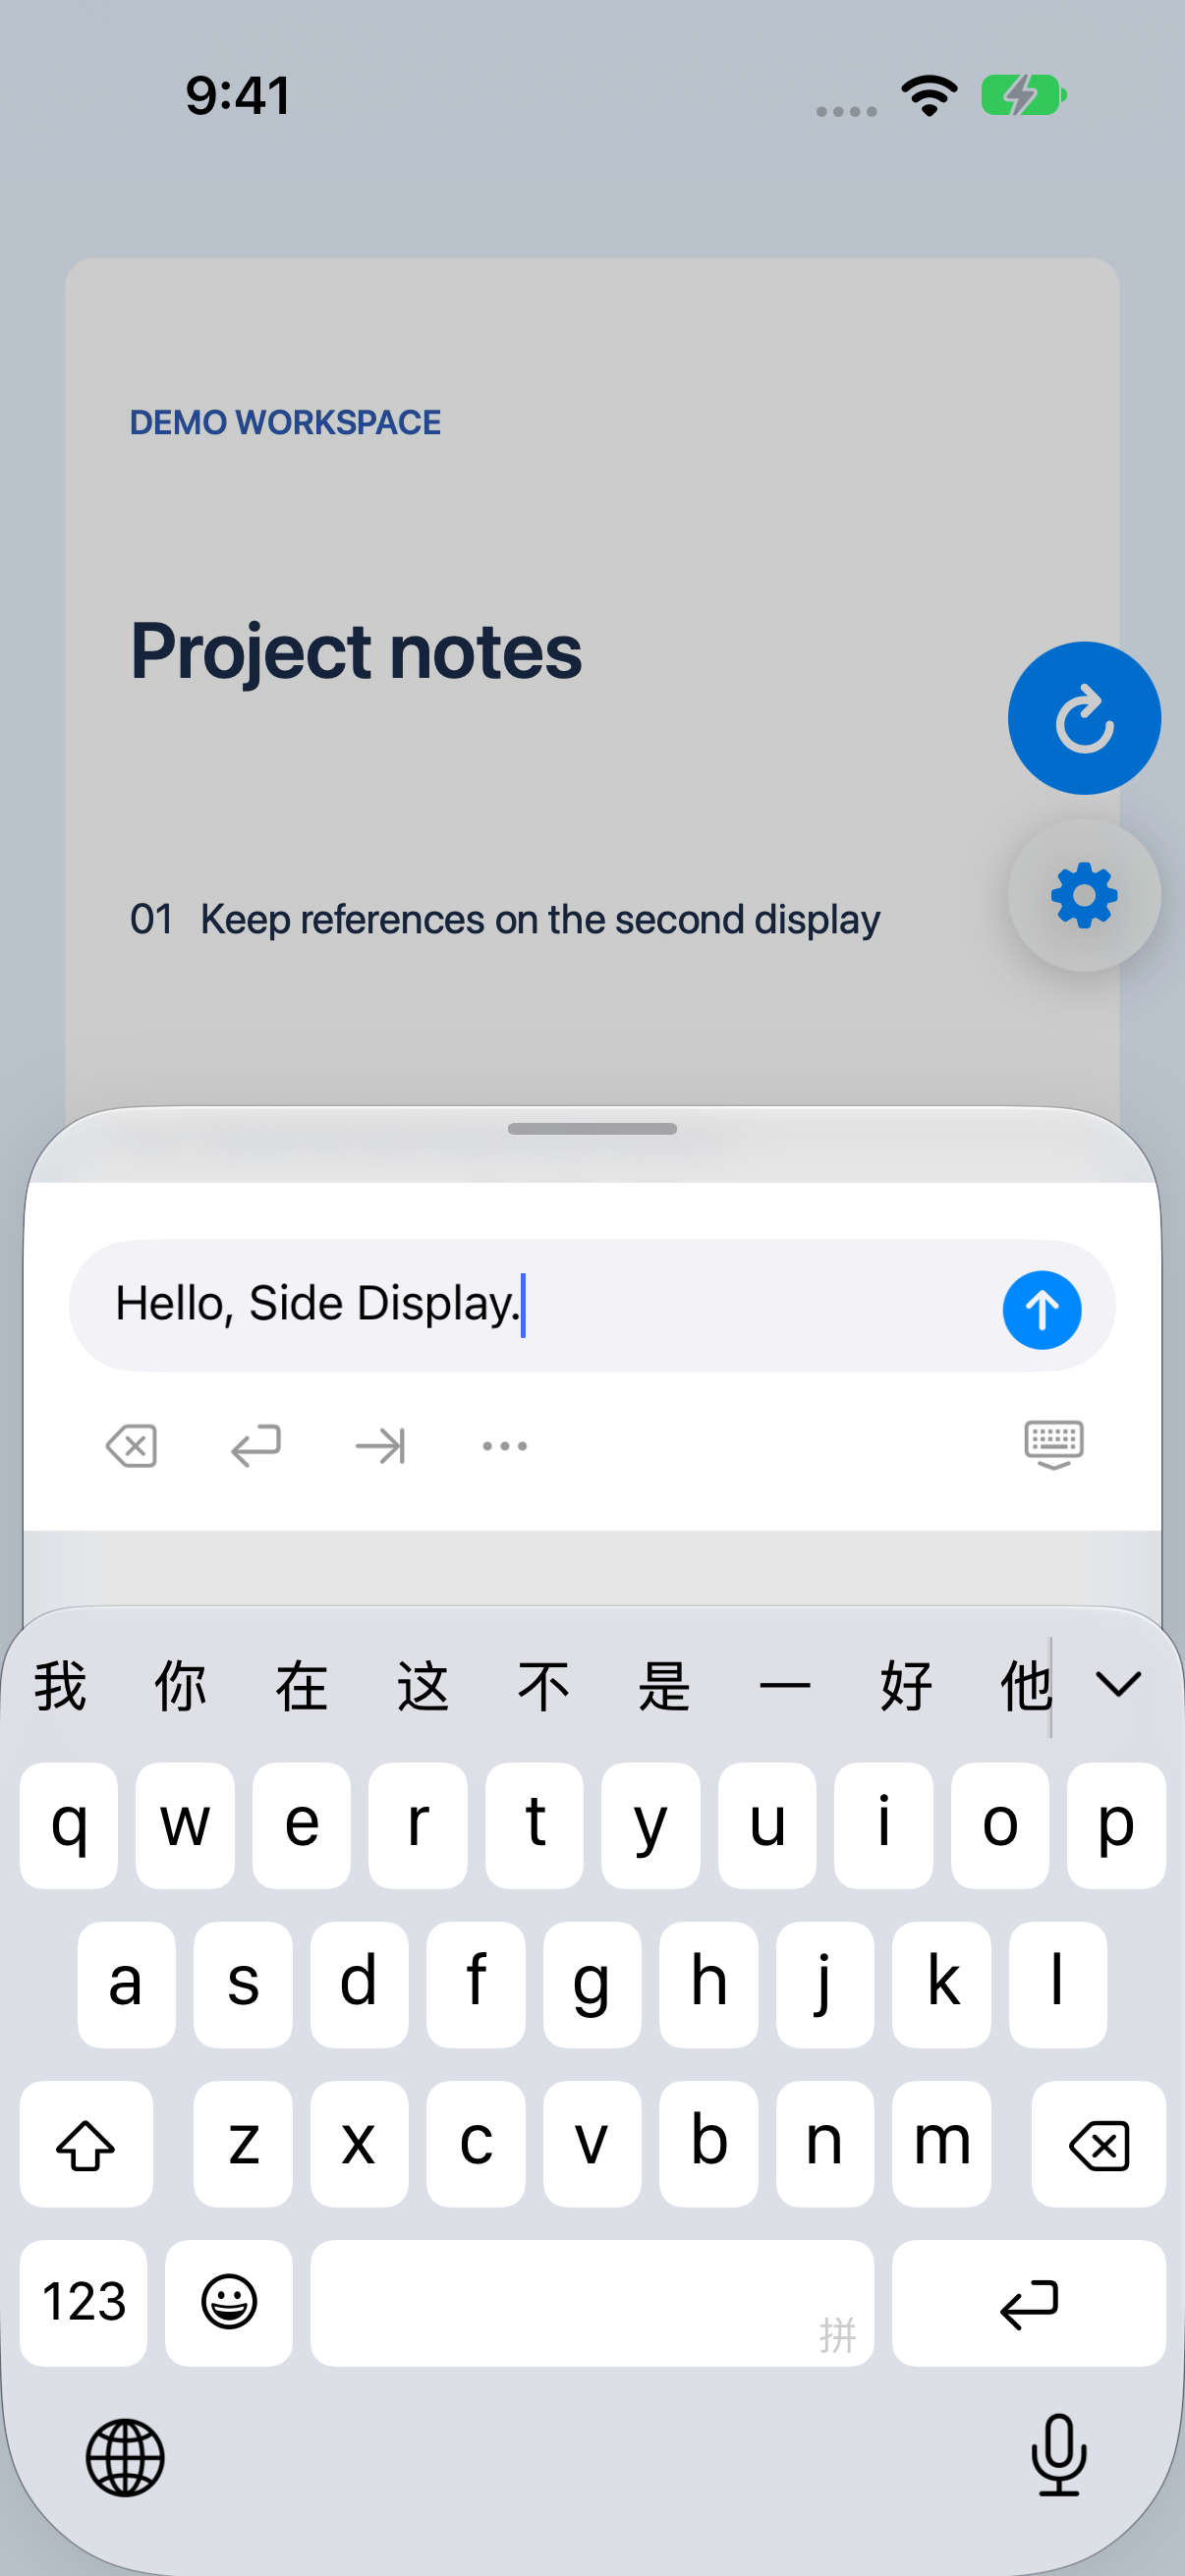 9:41
DEMO WORKSPACE
Project notes
01 Keep references on the second display
Hello, Side Display.
我 你 在 这 不 是 一 好 他
q w e r t y u i o p
a s d f g h j k l
z x c v b n m
123
拼